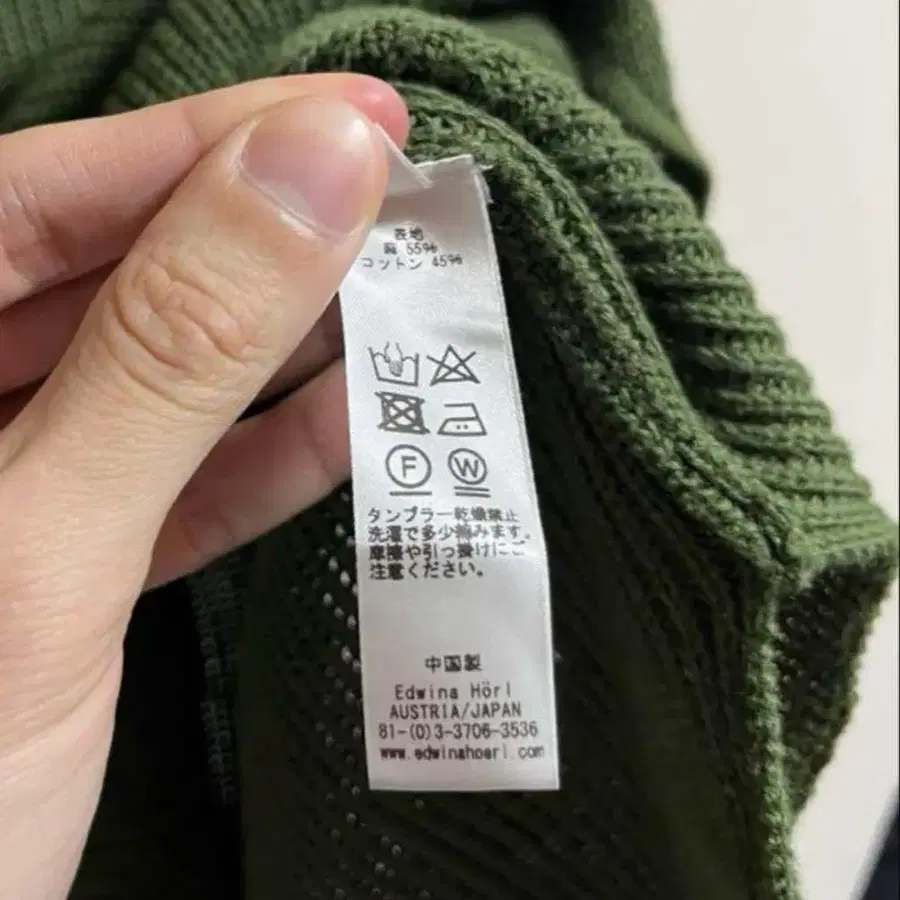 表地
麻 55%
コットン 45%
F
W
タンブラー乾燥禁止
洗濯で多少縮みます。
摩擦や引っ掛けにご
注意ください。
中国製
Edwina Hörl
AUSTRIA/JAPAN
81-(0)3-3706-3536
www.edwinahoerl.com